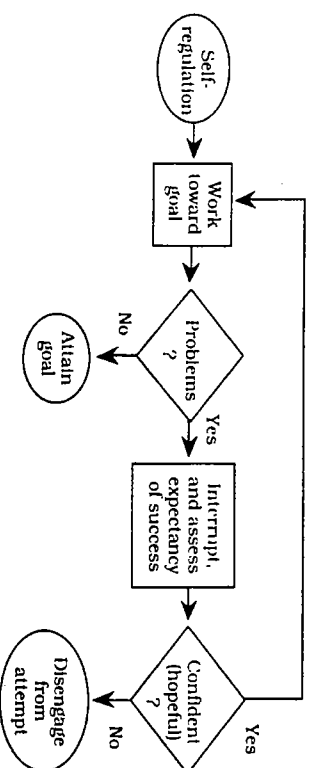 Self-
regulation
Work
toward
goal
Problems
?
No
Attain
goal
Yes
Interrupt,
and assess
expectancy
of success
Confident
(hopeful)
?
Yes
No
Disengage
from
attempt